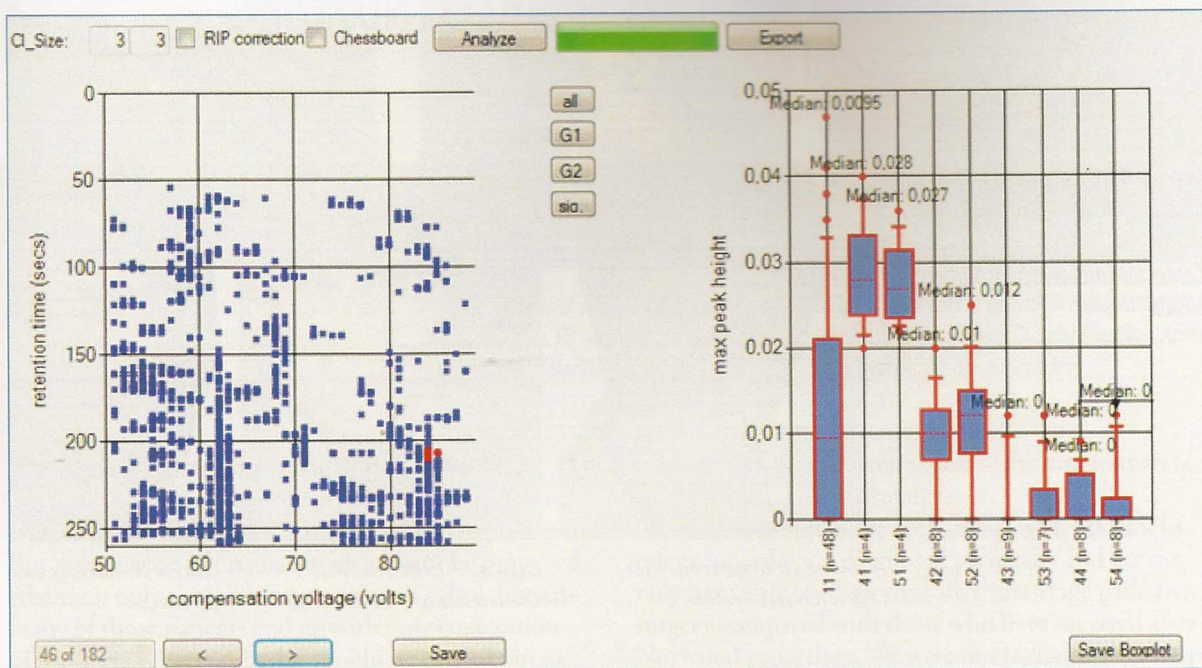 CI_Size: 3 3 RIP correction Chessboard Analyze Export
all
G1
G2
sig.
0
50
100
150
200
250
retention time (secs)
50 60 70 80
compensation voltage (volts)
0.05
0.04
0.03
0.02
0.01
0
max peak height
Median: 0,0095
Median: 0,028
Median: 0,027
Median: 0,012
Median: 0,01
Median: 0
Median: 0
Median: 0
Median: 0
11 (n=48)
41 (n=4)
51 (n=4)
42 (n=8)
52 (n=8)
43 (n=9)
53 (n=7)
44 (n=8)
54 (n=8)
46 of 182 < > Save Save Boxplot